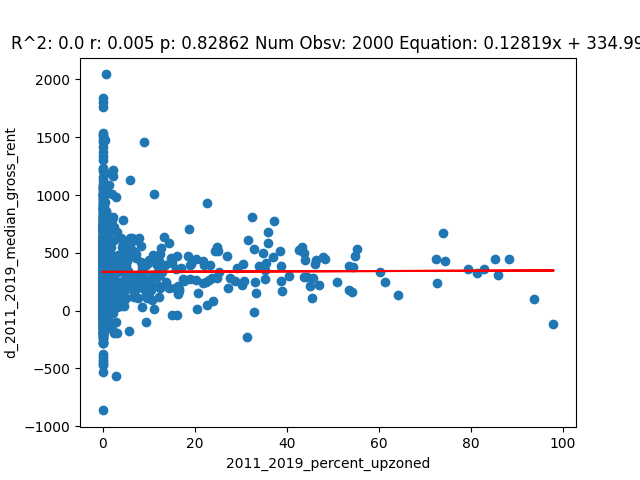 R^2: 0.0 r: 0.005 p: 0.82862 Num Obsv: 2000 Equation: 0.12819x + 334.99
2000
1500
1000
500
0
−500
−1000
d_2011_2019_median_gross_rent
0 20 40 60 80 100
2011_2019_percent_upzoned